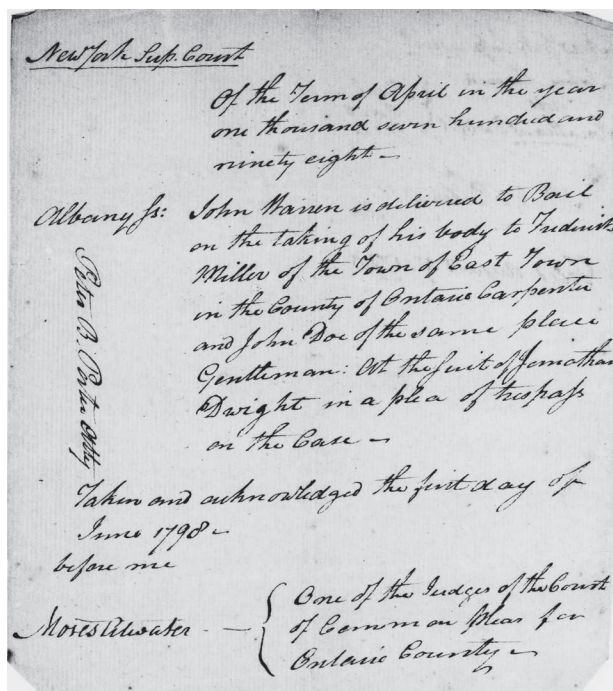 New York Sup. Court
Of the Term of April in the year
one thousand seven hundred and
ninety eight -
Albany ss: John Warren is delivered to Bail
on the taking of his body to Frederick
Miller of the Town of East Town
in the County of Ontario Carpenter
and John Doe of the same place
Gentleman: At the suit of Jonathan
Dwight in a plea of trespass
on the Case -
Peter B. Porter Atty
Taken and acknowledged the first day of
June 1798 -
before me
Moses Atwater - { One of the Judges of the Court
of Common Pleas for
Ontario County -